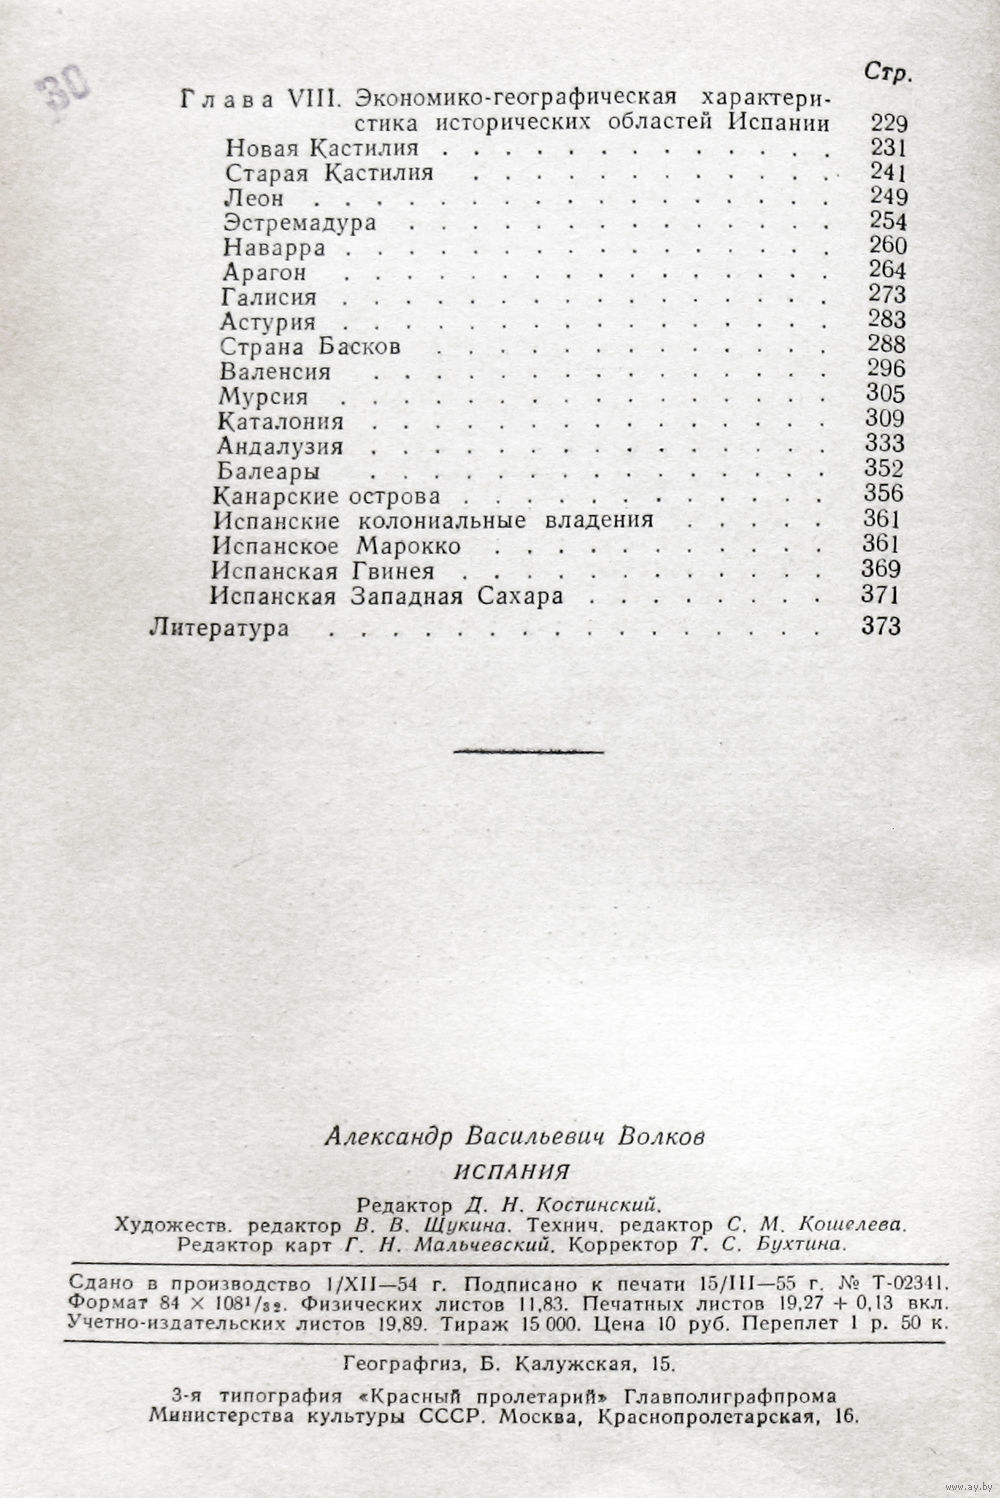 30
Стр.
Глава VIII. Экономико-географическая характери-
стика исторических областей Испании 229
Новая Кастилия . . . . . . . . . . . . . 231
Старая Кастилия . . . . . . . . . . . . 241
Леон . . . . . . . . . . . . . . . . . 249
Эстремадура . . . . . . . . . . . . . . 254
Наварра . . . . . . . . . . . . . . . . 260
Арагон . . . . . . . . . . . . . . . . 264
Галисия . . . . . . . . . . . . . . . . 273
Астурия . . . . . . . . . . . . . . . . 283
Страна Басков . . . . . . . . . . . . . 288
Валенсия . . . . . . . . . . . . . . . 296
Мурсия . . . . . . . . . . . . . . . . 305
Каталония . . . . . . . . . . . . . . . 309
Андалузия . . . . . . . . . . . . . . . 333
Балеары . . . . . . . . . . . . . . . 352
Канарские острова . . . . . . . . . . . . 356
Испанские колониальные владения . . . . . 361
Испанское Марокко . . . . . . . . . . . 361
Испанская Гвинея . . . . . . . . . . . . 369
Испанская Западная Сахара . . . . . . . . 371
Литература . . . . . . . . . . . . . . . . 373
Александр Васильевич Волков
ИСПАНИЯ
Редактор Д. Н. Костинский.
Художеств. редактор В. В. Щукина. Технич. редактор С. М. Кошелева.
Редактор карт Г. Н. Мальчевский. Корректор Т. С. Бухтина.
Сдано в производство 1/XII—54 г. Подписано к печати 15/III—55 г. № Т-02341.
Формат 84 × 108¹/₃₂. Физических листов 11,83. Печатных листов 19,27 + 0,13 вкл.
Учетно-издательских листов 19,89. Тираж 15 000. Цена 10 руб. Переплет 1 р. 50 к.
Географгиз, Б. Калужская, 15.
3-я типография «Красный пролетарий» Главполиграфпрома
Министерства культуры СССР. Москва, Краснопролетарская, 16.
www.ay.by